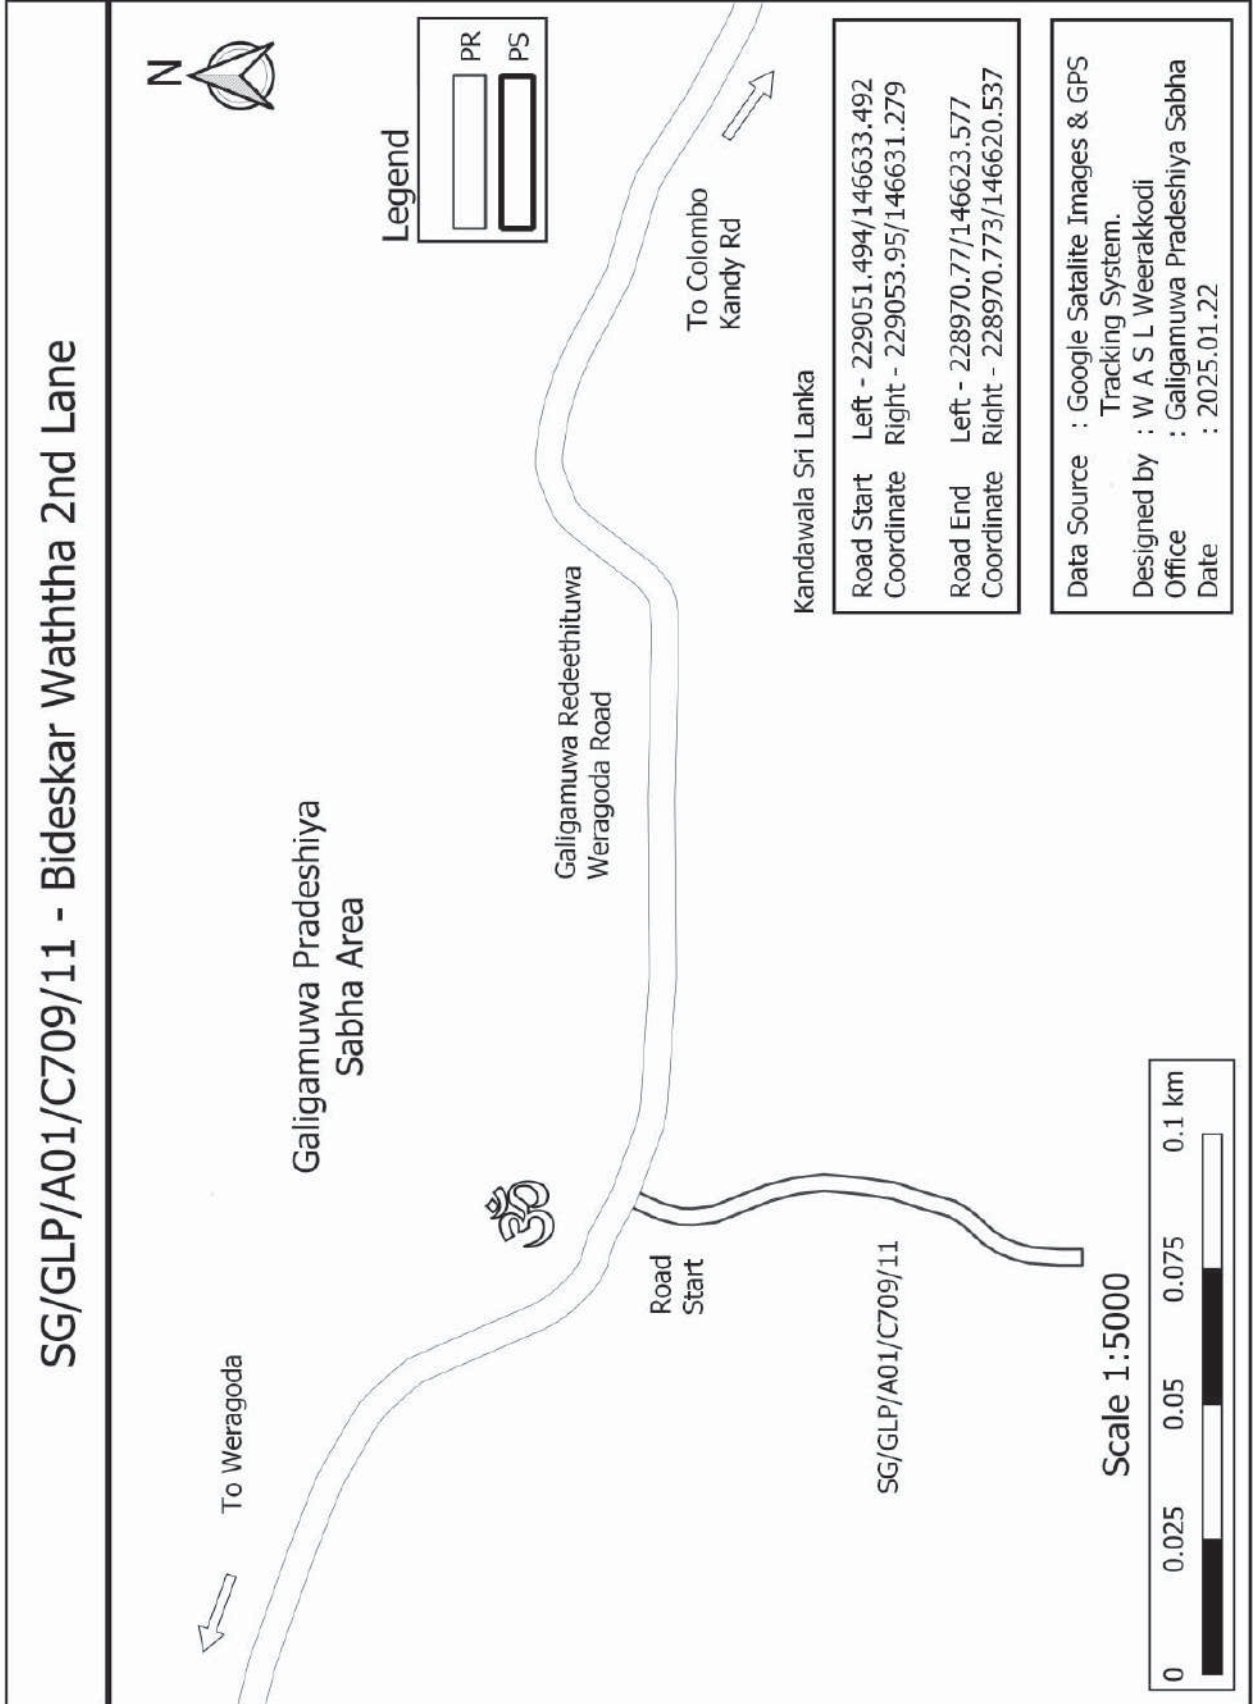 SG/GLP/A01/C709/11 - Bideskar Waththa 2nd Lane
N
Legend
PR
PS
To Weragoda
Galigamuwa Pradeshiya
Sabha Area
Galigamuwa Redeethituwa
Weragoda Road
To Colombo
Kandy Rd
Road
Start
SG/GLP/A01/C709/11
Kandawala Sri Lanka
Road Start Left - 229051.494/146633.492
Coordinate Right - 229053.95/146631.279
Road End Left - 228970.77/146623.577
Coordinate Right - 228970.773/146620.537
Scale 1:5000
0 0.025 0.05 0.075 0.1 km
Data Source : Google Satalite Images & GPS
Tracking System.
Designed by : W A S L Weerakkodi
Office : Galigamuwa Pradeshiya Sabha
Date : 2025.01.22
ॐ